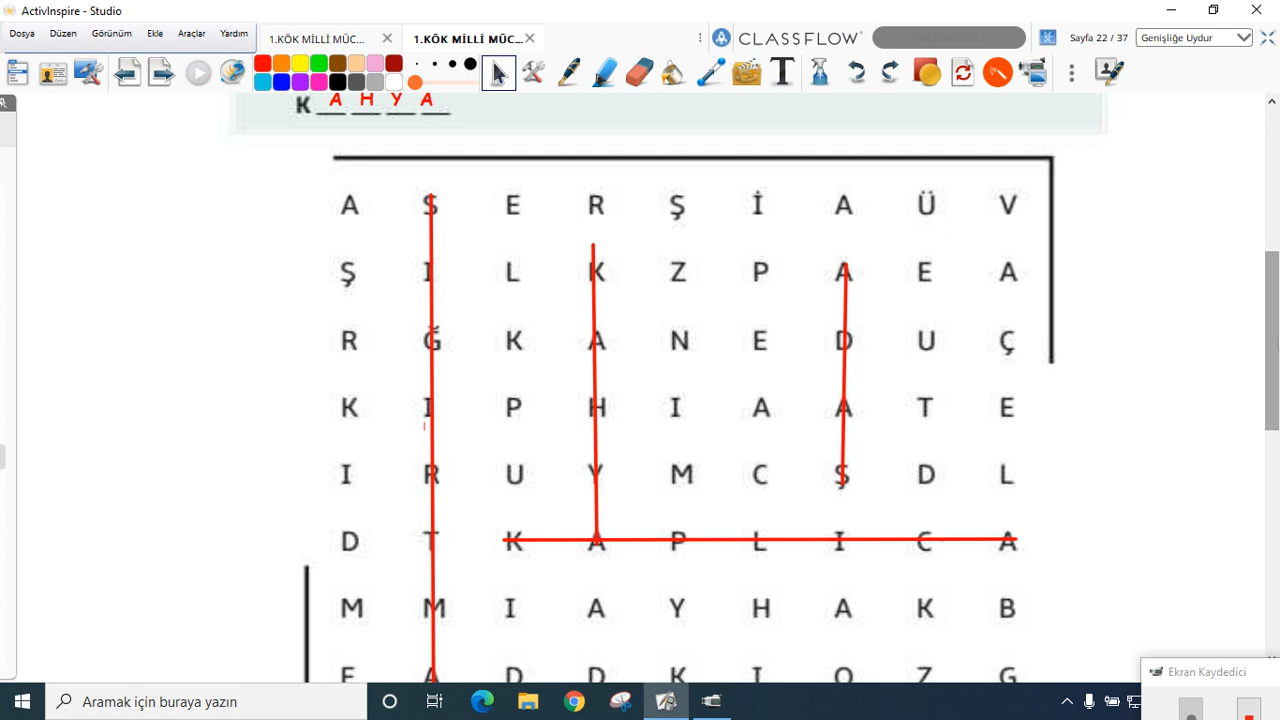 ActivInspire - Studio
Dosya Düzen Görünüm Ekle Araçlar Yardım
1.KÖK MİLLİ MÜC...
1.KÖK MİLLİ MÜC...
CLASSFLOW
Sayfa 22 / 37
Genişliğe Uydur
K A H Y A
A S E R Ş İ A Ü V
Ş I L K Z P A E A
R Ğ K A N E D U Ç
K I P H I A A T E
I R U Y M C Ş D L
D T K A P L I C A
M M I A Y H A K B
E A D D K I O Z G
Ekran Kaydedici
Aramak için buraya yazın